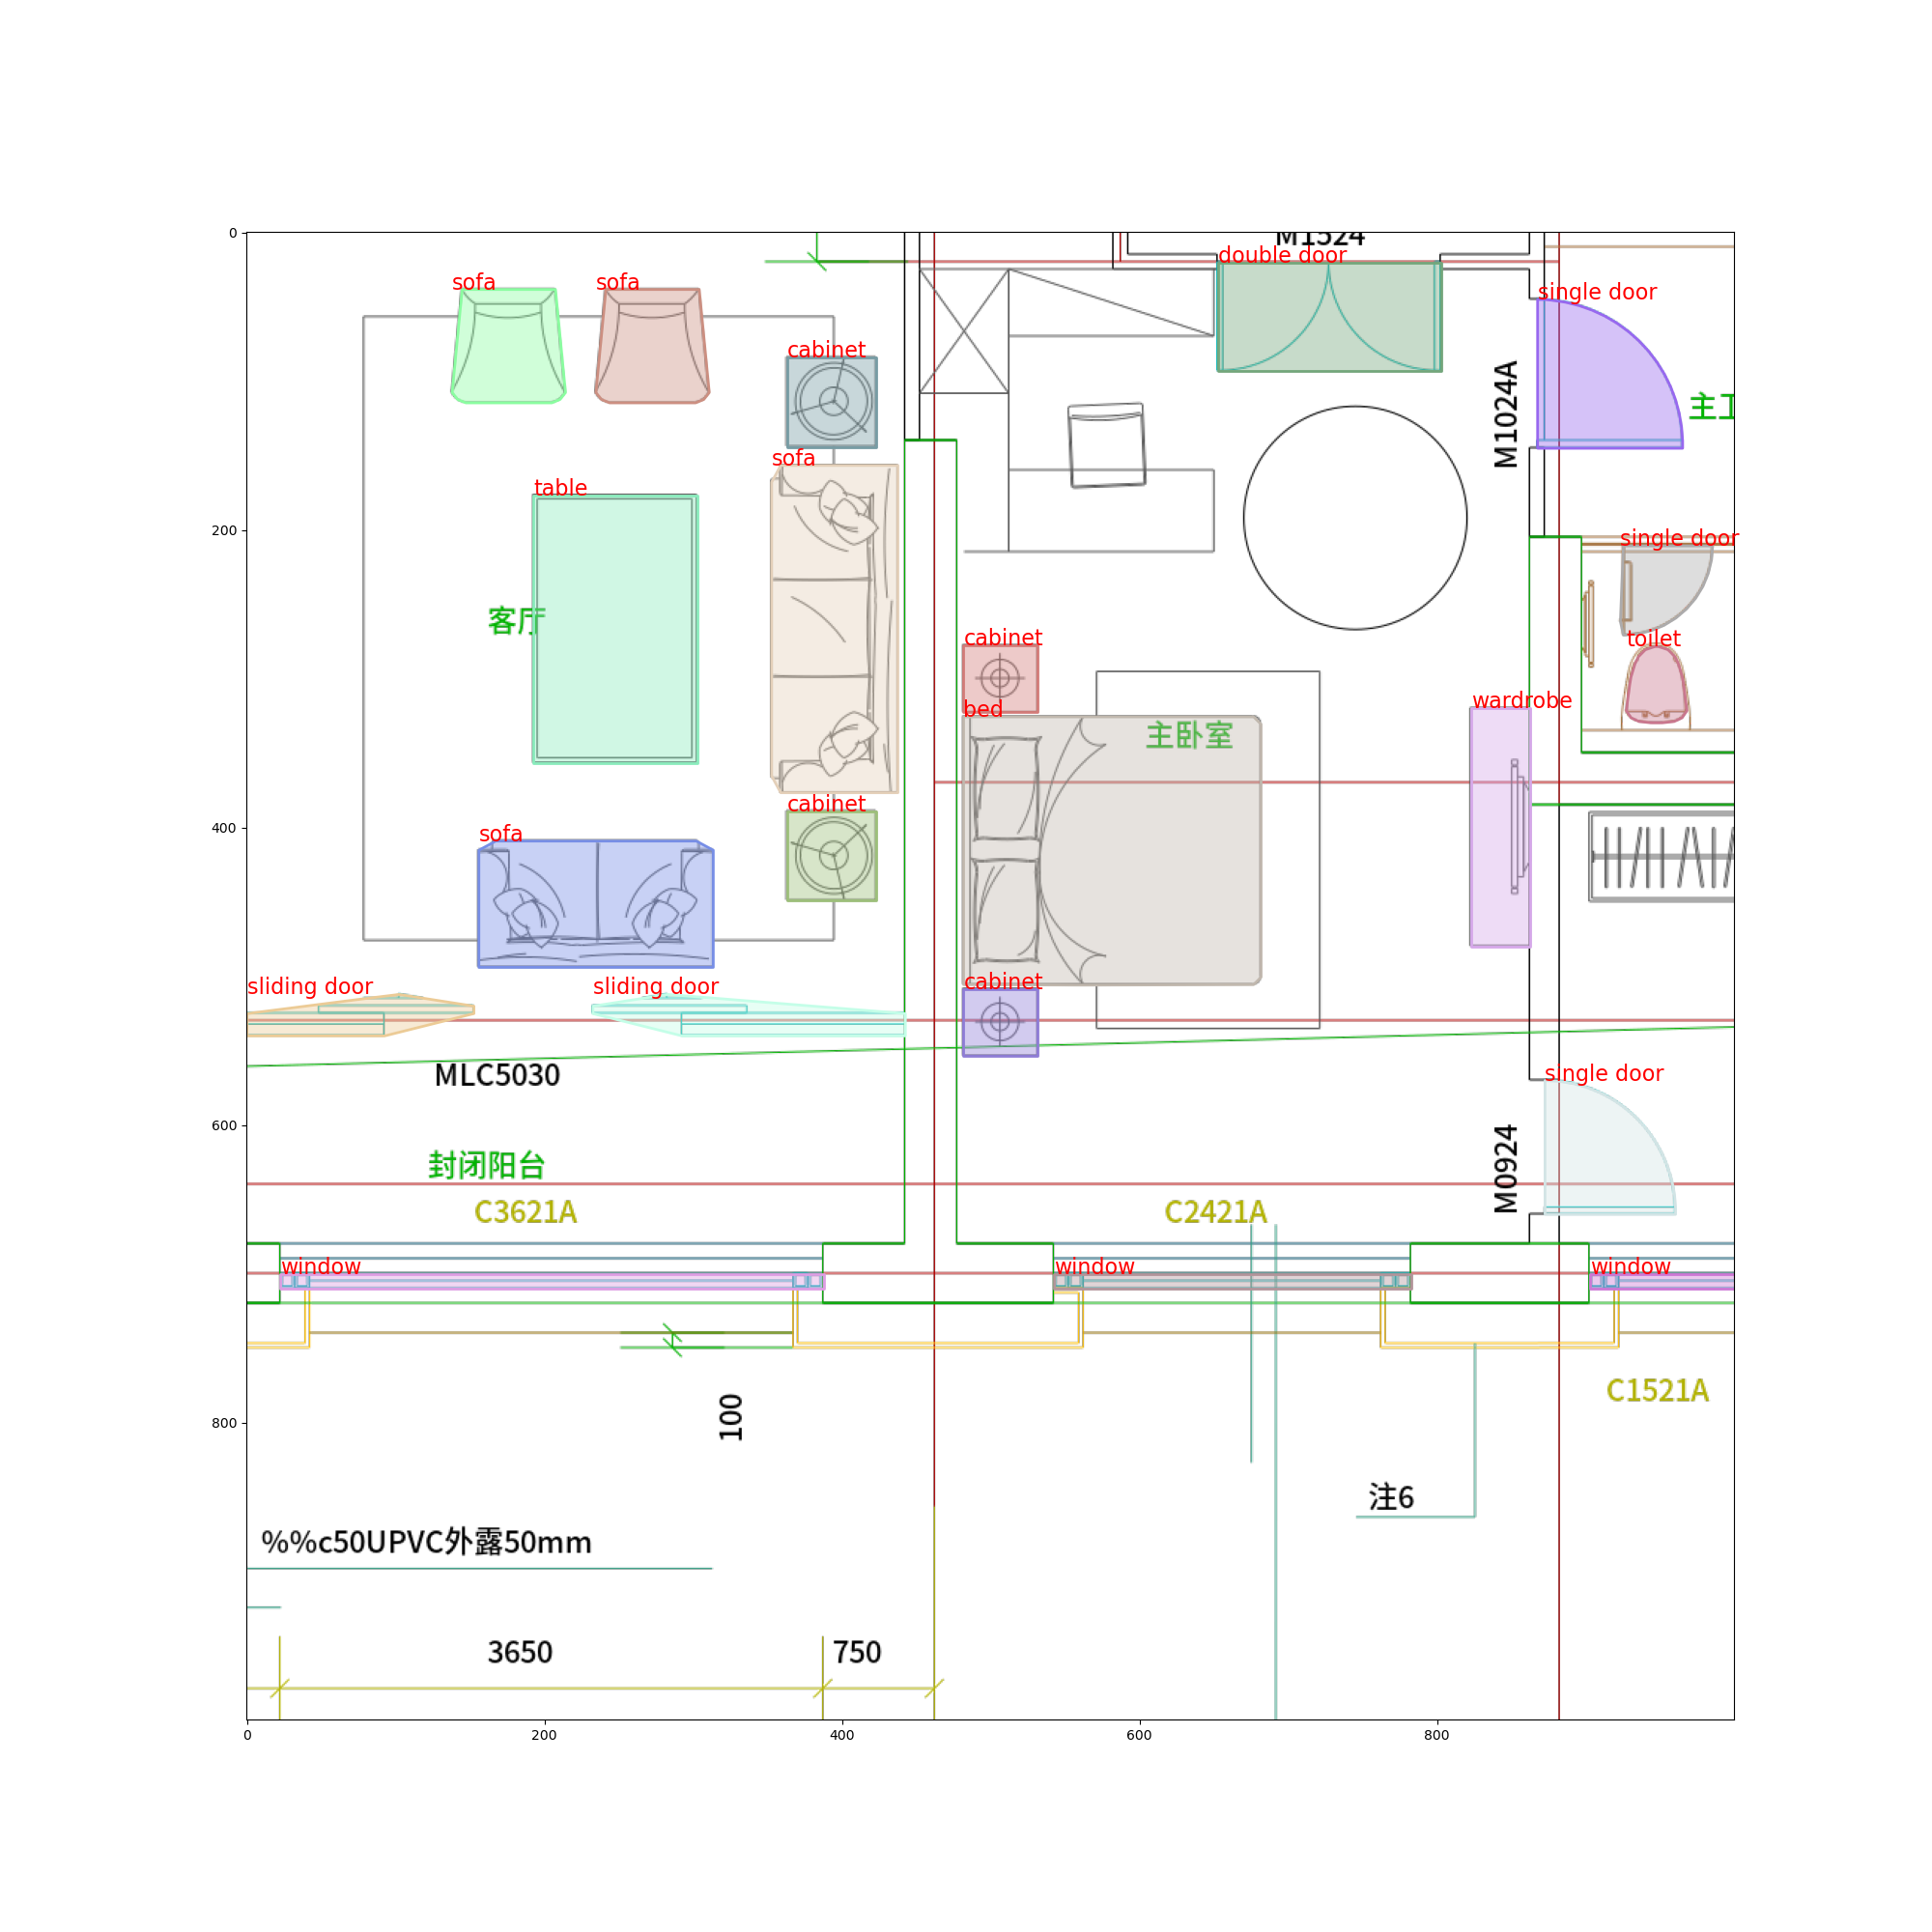 0
M1524
double door
sofa
sofa
single door
cabinet
M1024A
sofa
table
200
single door
客厅
cabinet
toilet
bed
wardrobe
主卧室
cabinet
400
sofa
sliding door
sliding door
cabinet
MLC5030
single door
600
封闭阳台
M0924
C3621A
C2421A
window
window
window
C1521A
100
800
注6
%%c50UPVC外露50mm
3650
750
0
200
400
600
800